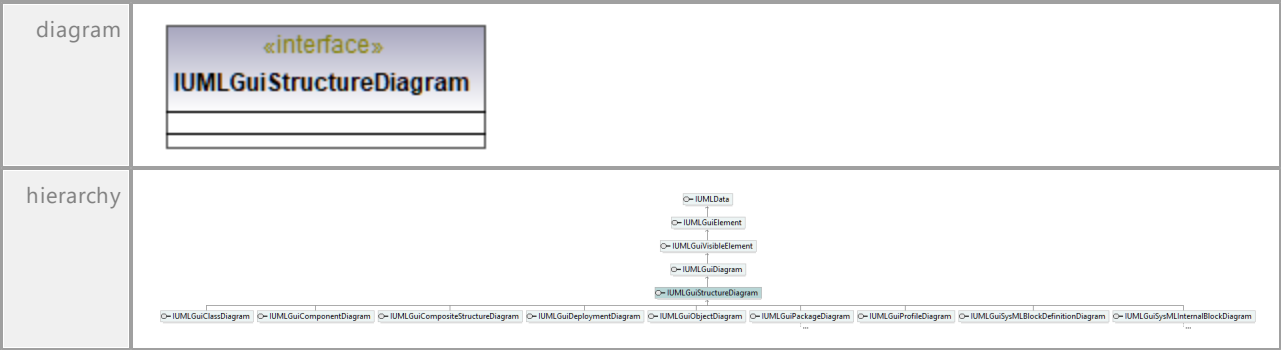 diagram
«interface»
IUMLGuiStructureDiagram
hierarchy
IUMLData
IUMLGuiElement
IUMLGuiVisibleElement
IUMLGuiDiagram
IUMLGuiStructureDiagram
IUMLGuiClassDiagram IUMLGuiComponentDiagram IUMLGuiCompositeStructureDiagram IUMLGuiDeploymentDiagram IUMLGuiObjectDiagram IUMLGuiPackageDiagram IUMLGuiProfileDiagram IUMLGuiSysMLBlockDefinitionDiagram IUMLGuiSysMLInternalBlockDiagram
... ...